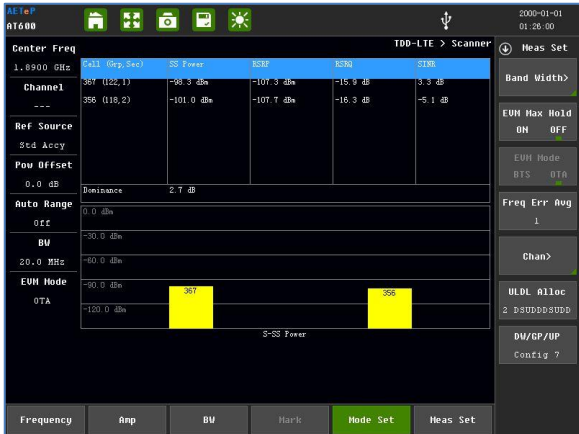 AETeP
AT600
2000-01-01
01:26:00
TDD-LTE > Scanner
Center Freq
1.8900 GHz
Channel
---
Ref Source
Std Accy
Pow Offset
0.0 dB
Auto Range
Off
BW
20.0 MHz
EVM Mode
OTA
Cell (Grp,Sec) SS Power RSRP RSRQ SINR
367 (122,1) -98.3 dBm -107.3 dBm -15.9 dB 3.3 dB
356 (118,2) -101.0 dBm -107.7 dBm -16.3 dB -5.1 dB
Dominance 2.7 dB
0.0 dBm
-30.0 dBm
-60.0 dBm
-90.0 dBm
367 356
-120.0 dBm
S-SS Power
Meas Set
Band Width>
EVM Max Hold
ON OFF
EVM Mode
BTS OTA
Freq Err Avg
1
Chan>
ULDL Alloc
2 DSUDDDSUDD
DW/GP/UP
Config 7
Frequency Amp BW Mark Mode Set Meas Set